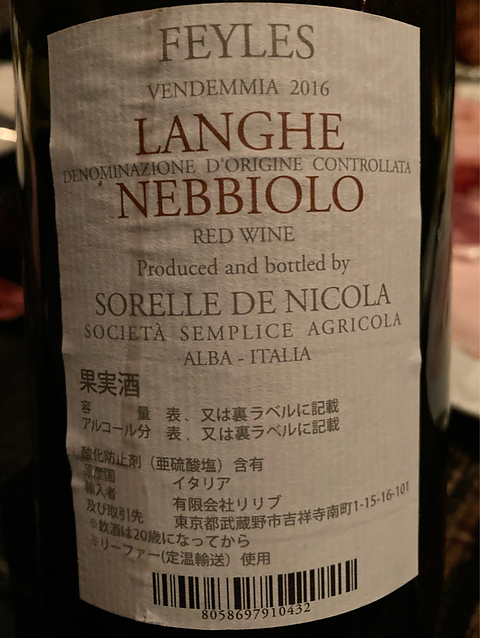 FEYLES
VENDEMMIA 2016
LANGHE
DENOMINAZIONE D'ORIGINE CONTROLLATA
NEBBIOLO
RED WINE
Produced and bottled by
SORELLE DE NICOLA
SOCIETÀ SEMPLICE AGRICOLA
ALBA - ITALIA
果実酒
容　　量　表、又は裏ラベルに記載
アルコール分　表、又は裏ラベルに記載
酸化防止剤（亜硫酸塩）含有
原産国　イタリア
輸入者　有限会社リリブ
及び取引先　東京都武蔵野市吉祥寺南町1-15-16-101
※飲酒は20歳になってから
※リーファー(定温輸送）使用
8058697910432